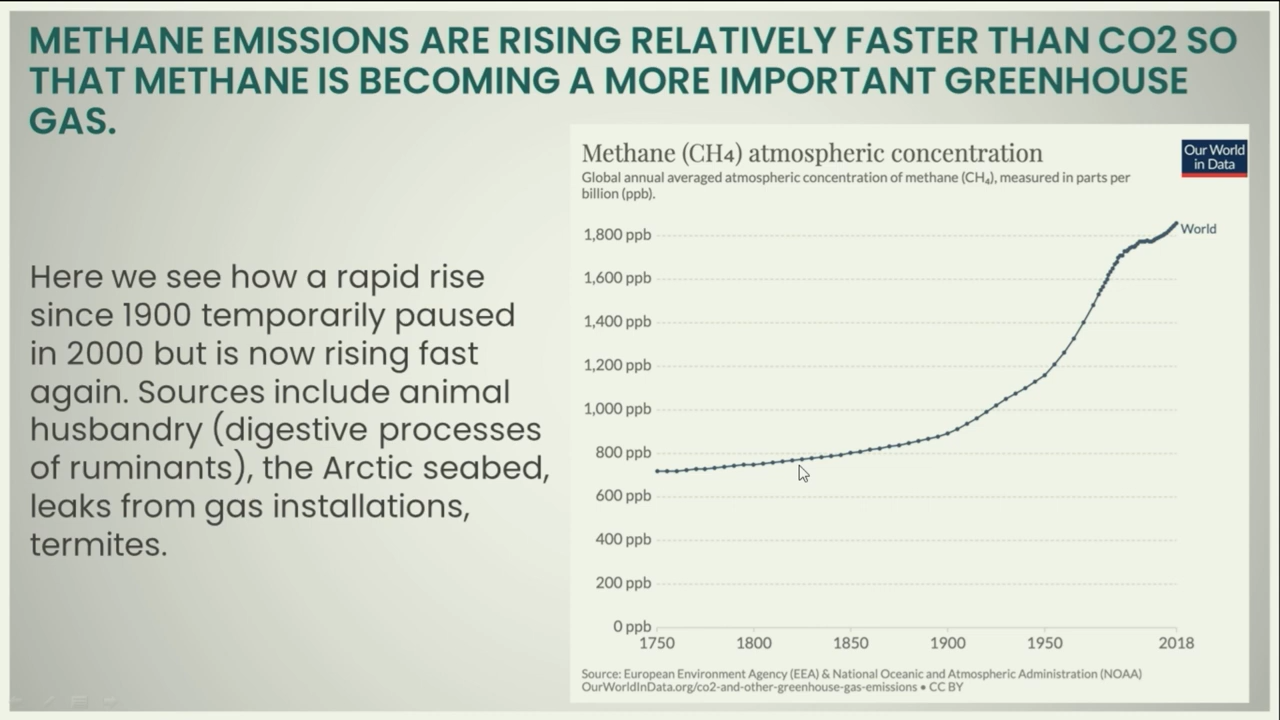 METHANE EMISSIONS ARE RISING RELATIVELY FASTER THAN CO2 SO
THAT METHANE IS BECOMING A MORE IMPORTANT GREENHOUSE
GAS.
Here we see how a rapid rise
since 1900 temporarily paused
in 2000 but is now rising fast
again. Sources include animal
husbandry (digestive processes
of ruminants), the Arctic seabed,
leaks from gas installations,
termites.
Methane (CH4) atmospheric concentration
Our World
in Data
Global annual averaged atmospheric concentration of methane (CH₄), measured in parts per
billion (ppb).
1,800 ppb
World
1,600 ppb
1,400 ppb
1,200 ppb
1,000 ppb
800 ppb
600 ppb
400 ppb
200 ppb
0 ppb
1750 1800 1850 1900 1950 2018
Source: European Environment Agency (EEA) & National Oceanic and Atmospheric Administration (NOAA)
OurWorldInData.org/co2-and-other-greenhouse-gas-emissions • CC BY